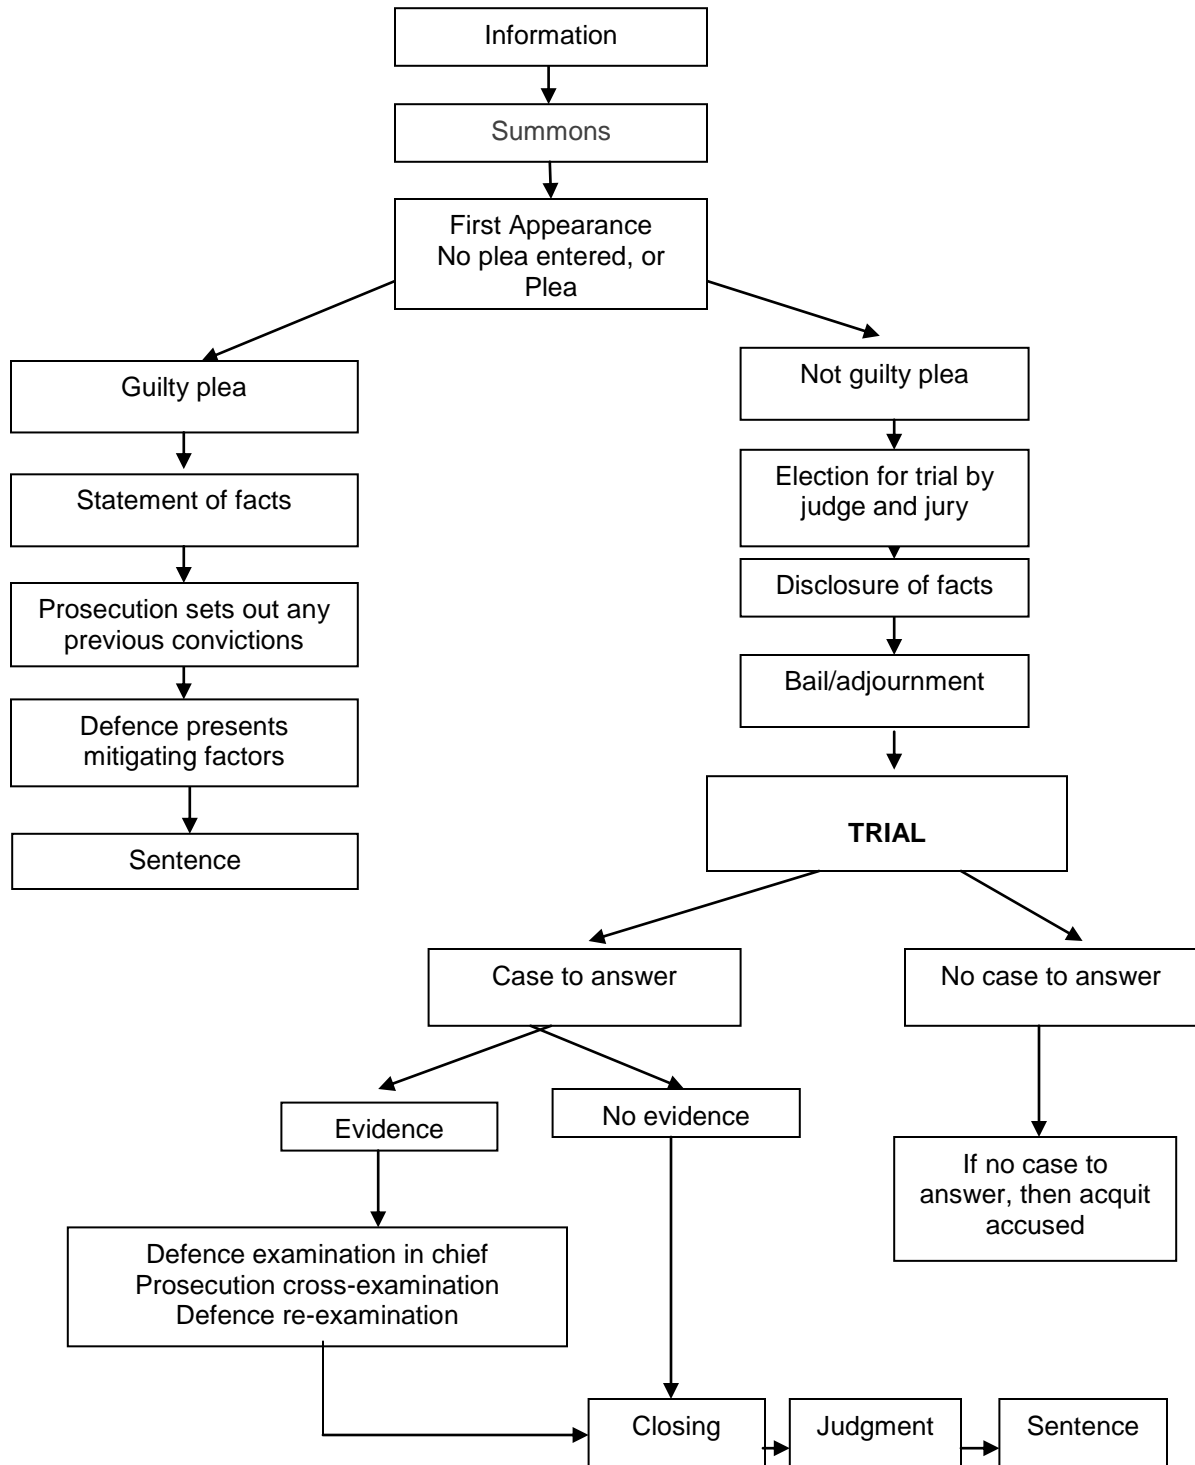 Information
Summons
First Appearance
No plea entered, or
Plea
Guilty plea
Not guilty plea
Statement of facts
Election for trial by
judge and jury
Prosecution sets out any
previous convictions
Disclosure of facts
Defence presents
mitigating factors
Bail/adjournment
Sentence
TRIAL
Case to answer
No case to answer
Evidence
No evidence
If no case to
answer, then acquit
accused
Defence examination in chief
Prosecution cross-examination
Defence re-examination
Closing
Judgment
Sentence